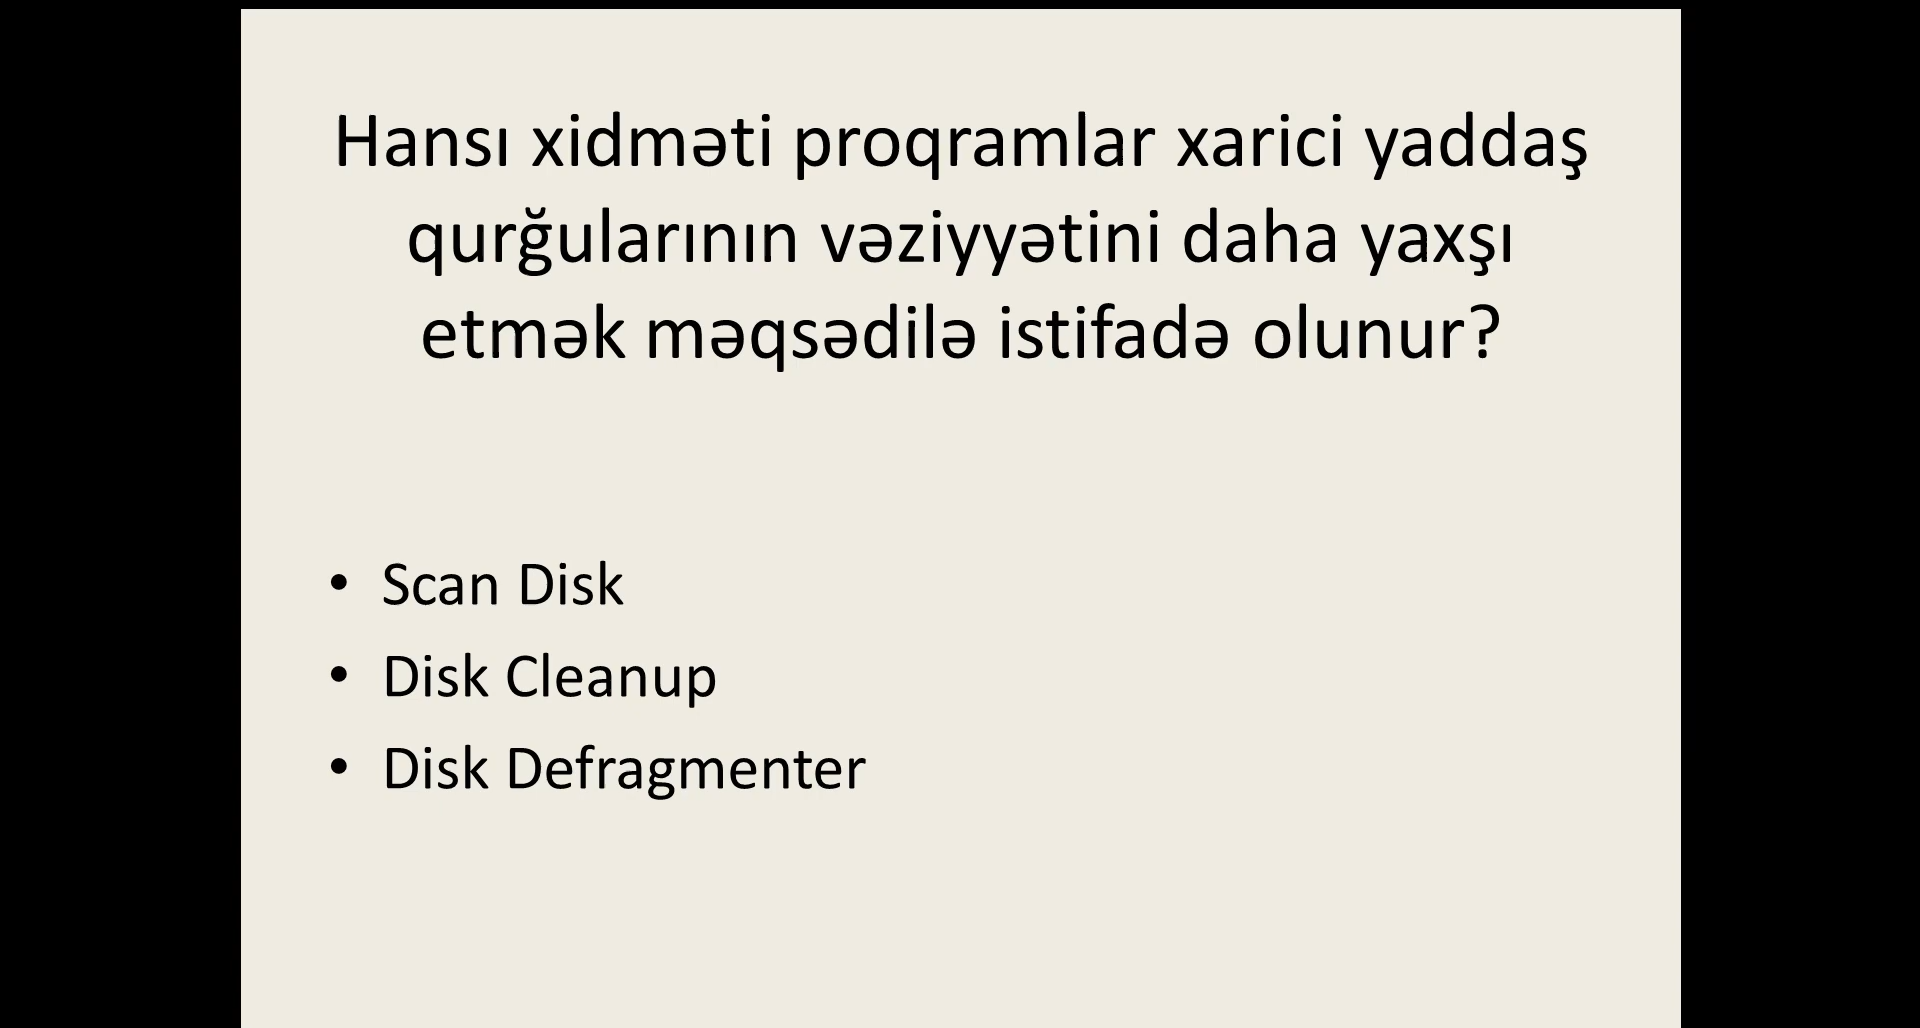 Hansı xidməti proqramlar xarici yaddaş
qurğularının vəziyyətini daha yaxşı
etmək məqsədilə istifadə olunur?
• Scan Disk
• Disk Cleanup
• Disk Defragmenter